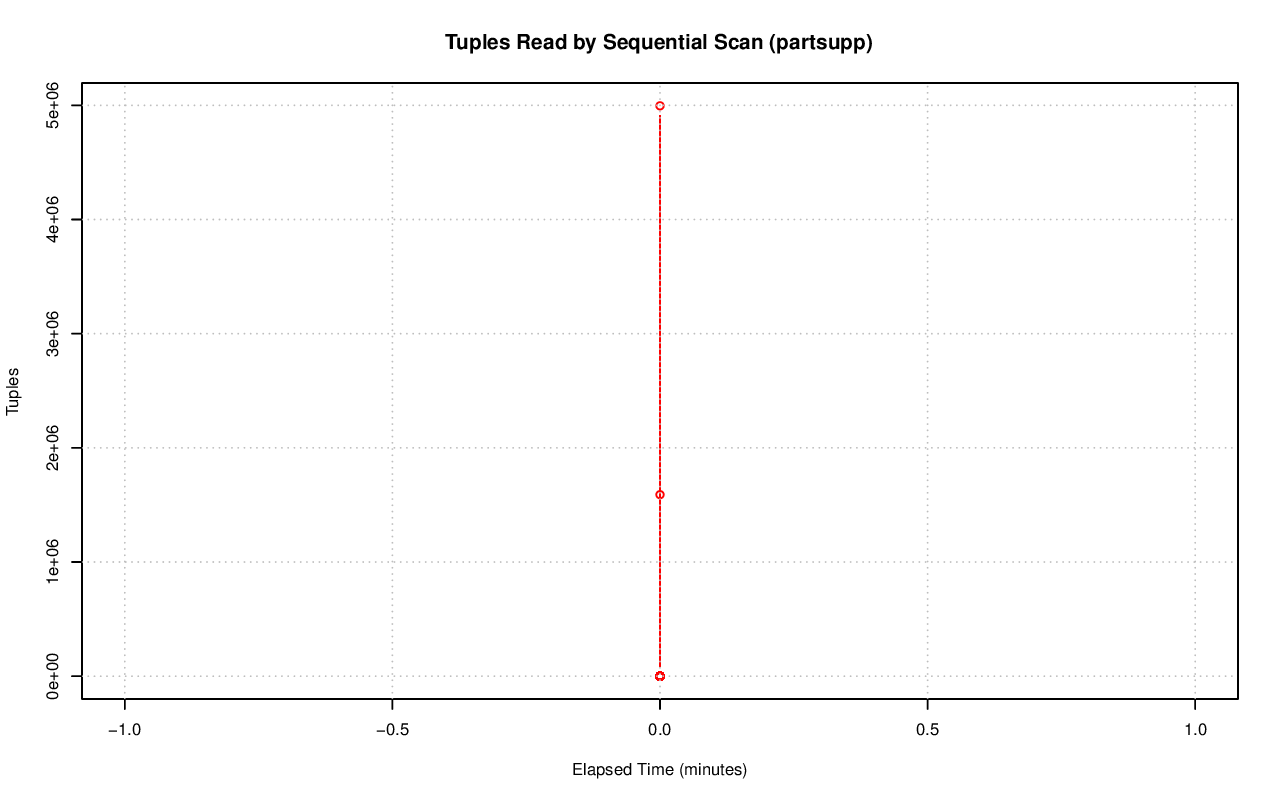 Tuples Read by Sequential Scan (partsupp)
Tuples
5e+06
4e+06
3e+06
2e+06
1e+06
0e+00
−1.0 −0.5 0.0 0.5 1.0
Elapsed Time (minutes)